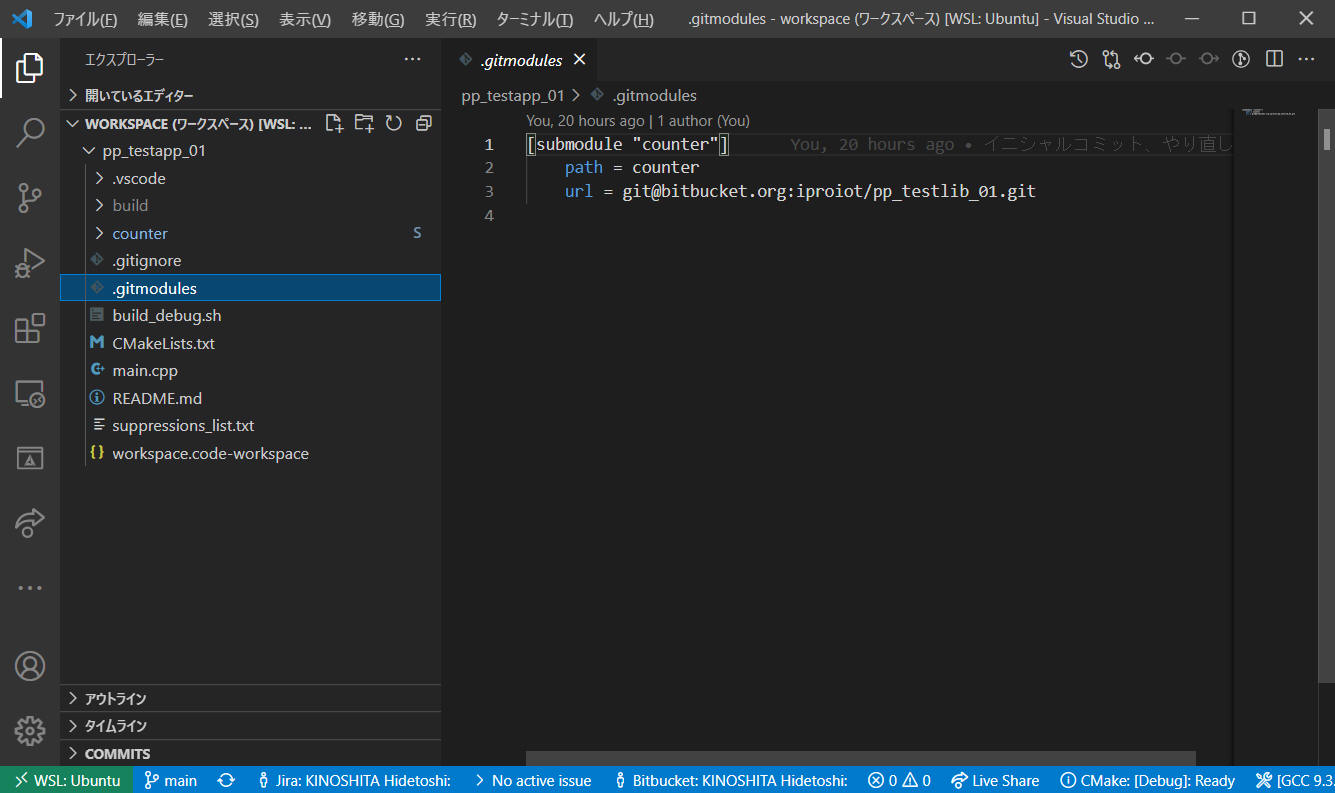 ファイル(F) 編集(E) 選択(S) 表示(V) 移動(G) 実行(R) ターミナル(T) ヘルプ(H) .gitmodules - workspace (ワークスペース) [WSL: Ubuntu] - Visual Studio ...
エクスプローラー
開いているエディター
WORKSPACE (ワークスペース) [WSL: ...
pp_testapp_01
.vscode
build
counter S
.gitignore
.gitmodules
build_debug.sh
CMakeLists.txt
main.cpp
README.md
suppressions_list.txt
workspace.code-workspace
アウトライン
タイムライン
COMMITS
.gitmodules
pp_testapp_01 > .gitmodules
You, 20 hours ago | 1 author (You)
1 [submodule "counter"] You, 20 hours ago • イニシャルコミット、やり直し
2 path = counter
3 url = git@bitbucket.org:iproiot/pp_testlib_01.git
4
WSL: Ubuntu main Jira: KINOSHITA Hidetoshi: No active issue Bitbucket: KINOSHITA Hidetoshi: 0 0 Live Share CMake: [Debug]: Ready [GCC 9.3